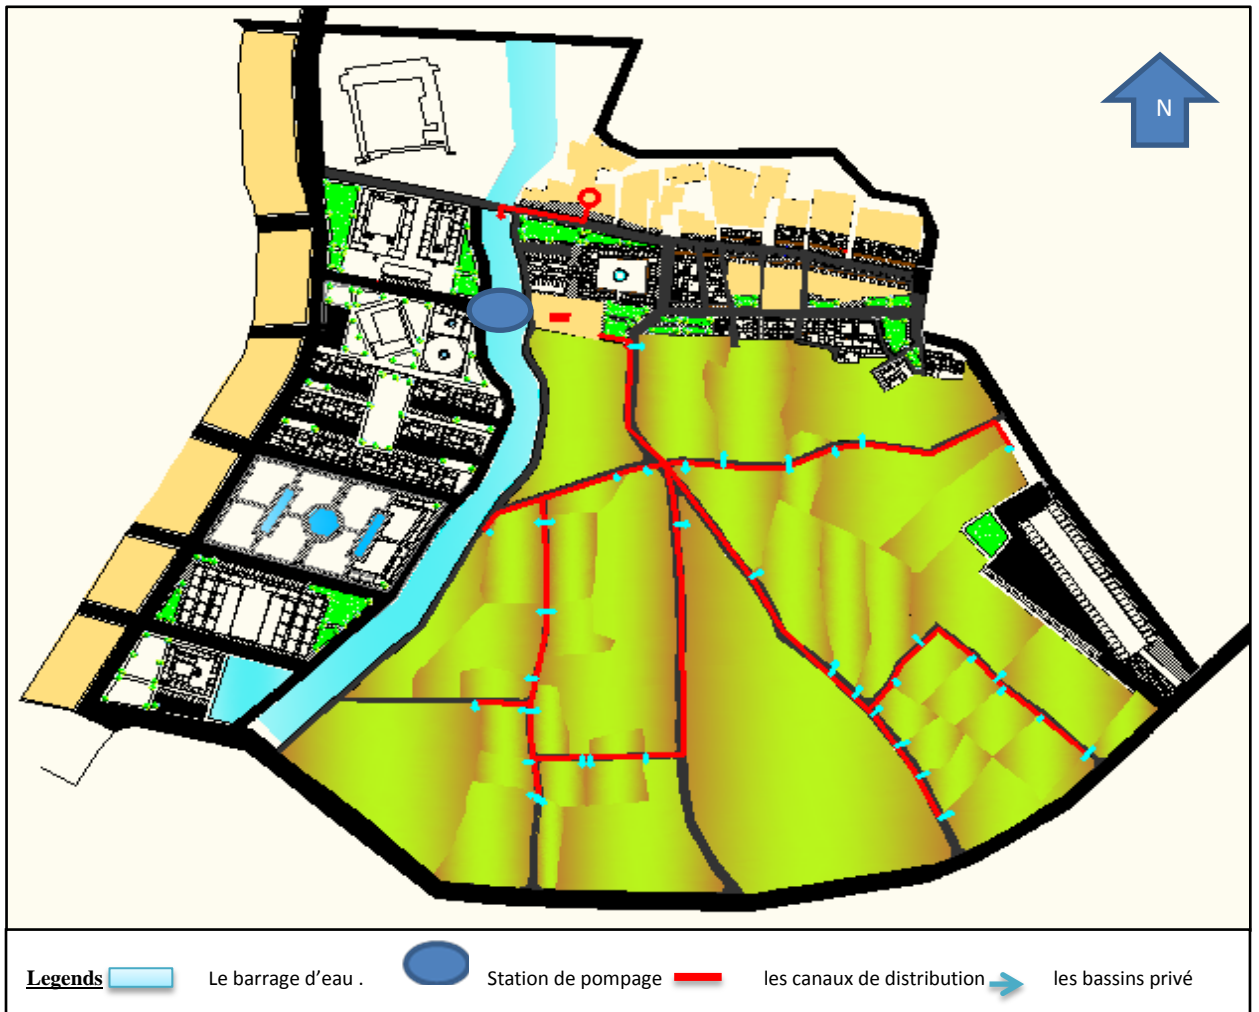 N
Legends Le barrage d’eau . Station de pompage les canaux de distribution les bassins privé